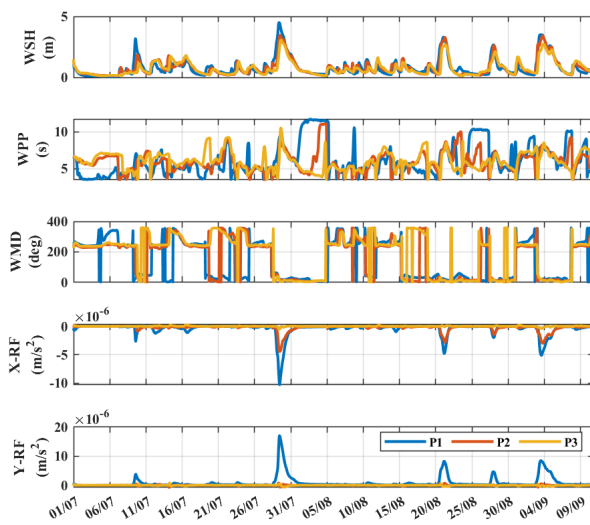 5
WSH
(m)
0
10
WPP
(s)
5
400
WMD
(deg)
200
0
×10⁻⁶
0
X-RF
(m/s²)
-5
-10
×10⁻⁶
20
Y-RF
(m/s²)
10
0
P1 P2 P3
01/07 06/07 11/07 16/07 21/07 26/07 31/07 05/08 10/08 15/08 20/08 25/08 30/08 04/09 09/09